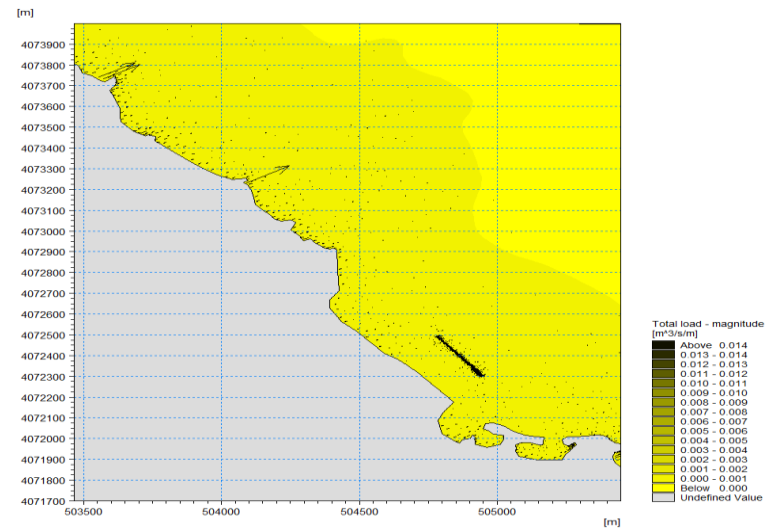 [m]
4073900
4073800
4073700
4073600
4073500
4073400
4073300
4073200
4073100
4073000
4072900
4072800
4072700
4072600
4072500
4072400
4072300
4072200
4072100
4072000
4071900
4071800
4071700
503500 504000 504500 505000
[m]
Total load - magnitude
[m^3/s/m]
Above 0.014
0.013 - 0.014
0.012 - 0.013
0.011 - 0.012
0.010 - 0.011
0.009 - 0.010
0.008 - 0.009
0.007 - 0.008
0.006 - 0.007
0.005 - 0.006
0.004 - 0.005
0.003 - 0.004
0.002 - 0.003
0.001 - 0.002
0.000 - 0.001
Below 0.000
Undefined Value